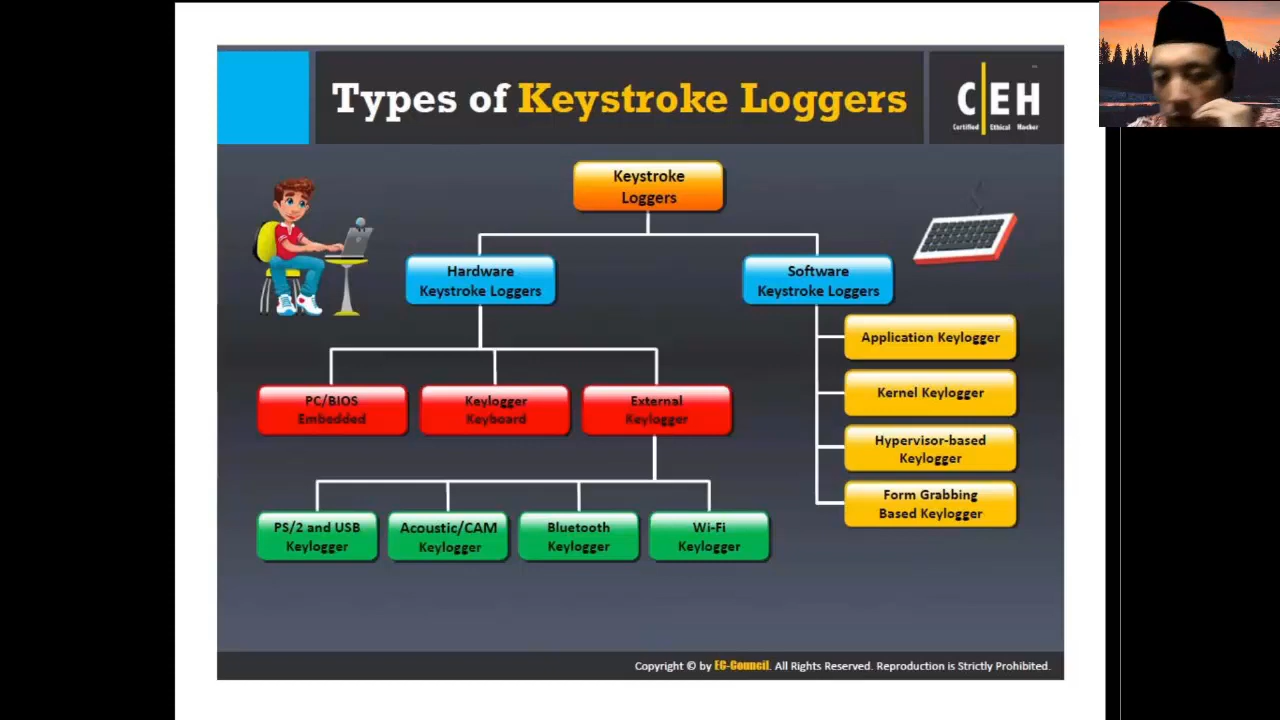 Types of Keystroke Loggers
C|EH
™
Certified Ethical Hacker
Keystroke
Loggers
Hardware
Keystroke Loggers
Software
Keystroke Loggers
Application Keylogger
Kernel Keylogger
Hypervisor-based
Keylogger
Form Grabbing
Based Keylogger
PC/BIOS
Embedded
Keylogger
Keyboard
External
Keylogger
PS/2 and USB
Keylogger
Acoustic/CAM
Keylogger
Bluetooth
Keylogger
Wi-Fi
Keylogger
Copyright © by EC-Council. All Rights Reserved. Reproduction is Strictly Prohibited.